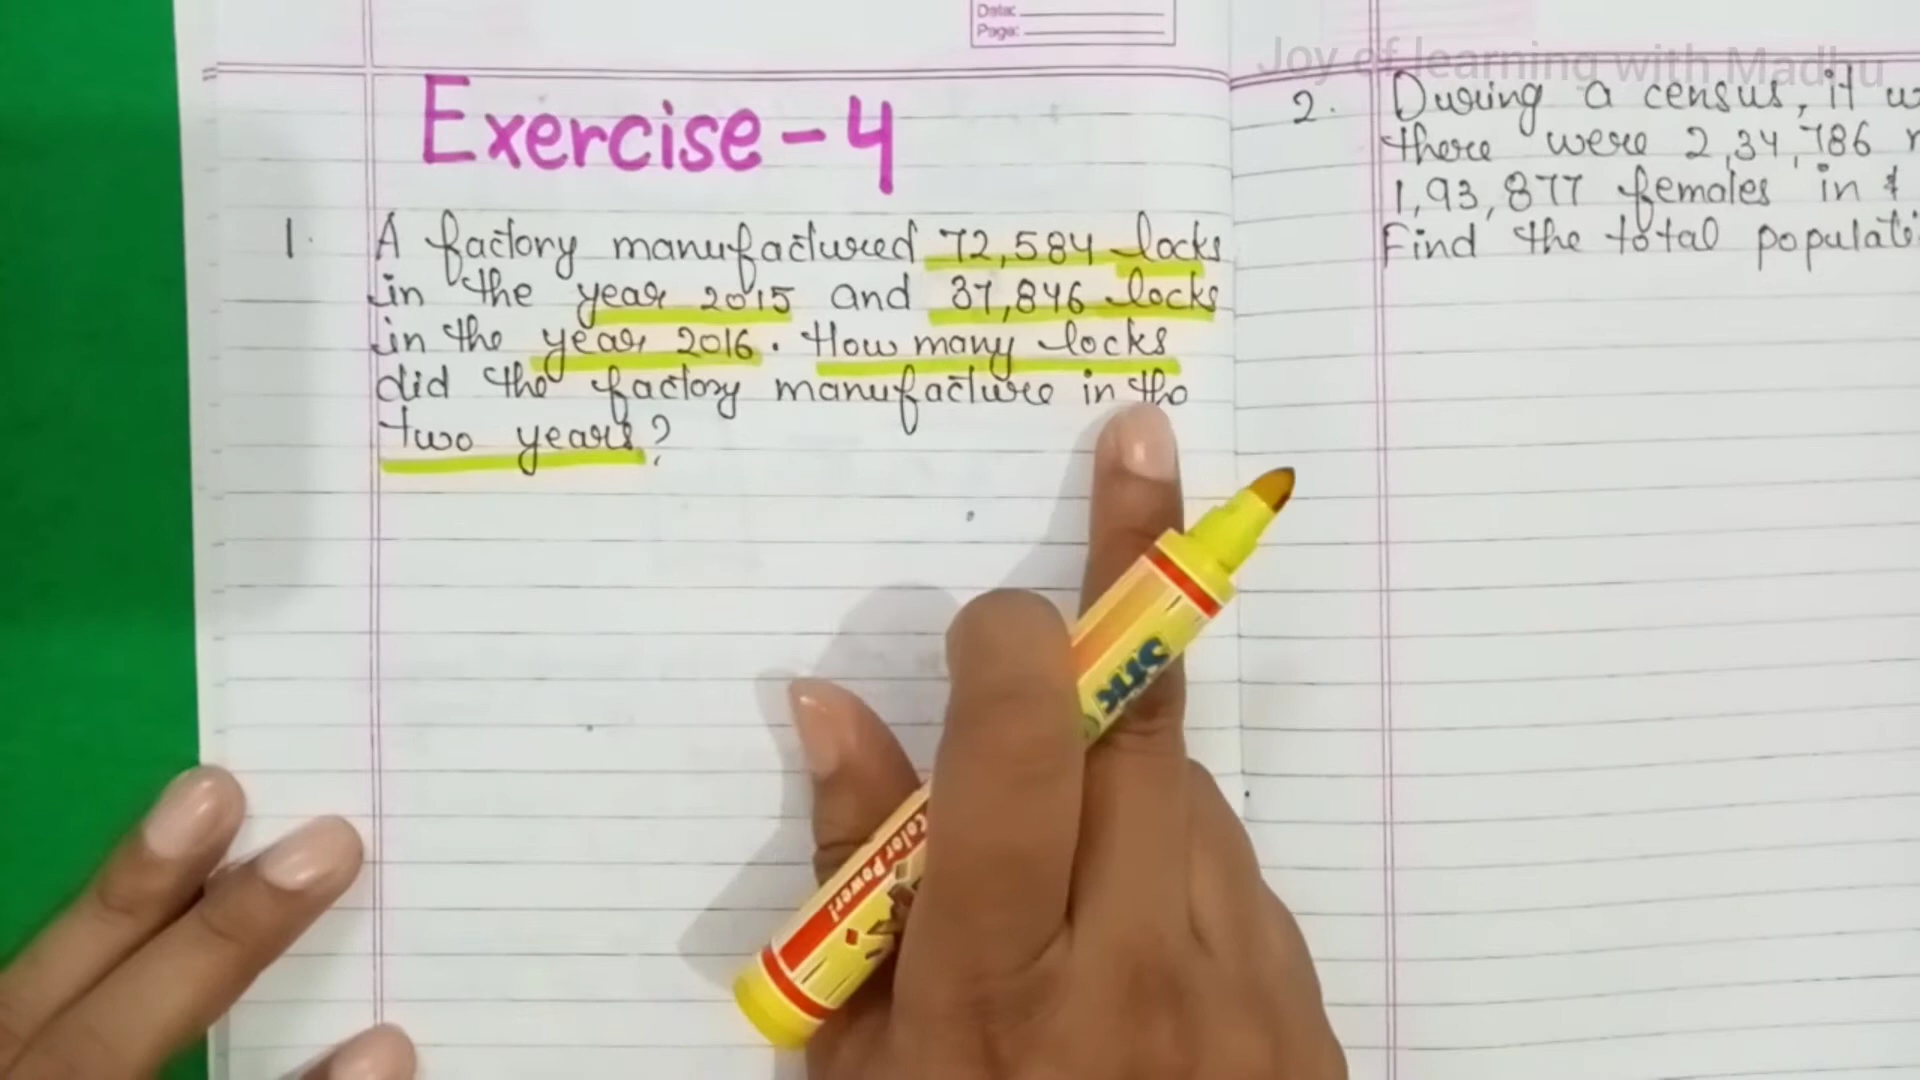 Date:
Page:
Joy of learning with Madhu
Exercise - 4
1. A factory manufactured 72,584 locks
in the year 2015 and 37,846 locks
in the year 2016. How many locks
did the factory manufacture in the
two years?
2. During a census, it
there were 2,34,786
1,93,877 females in
Find the total
Color Power!